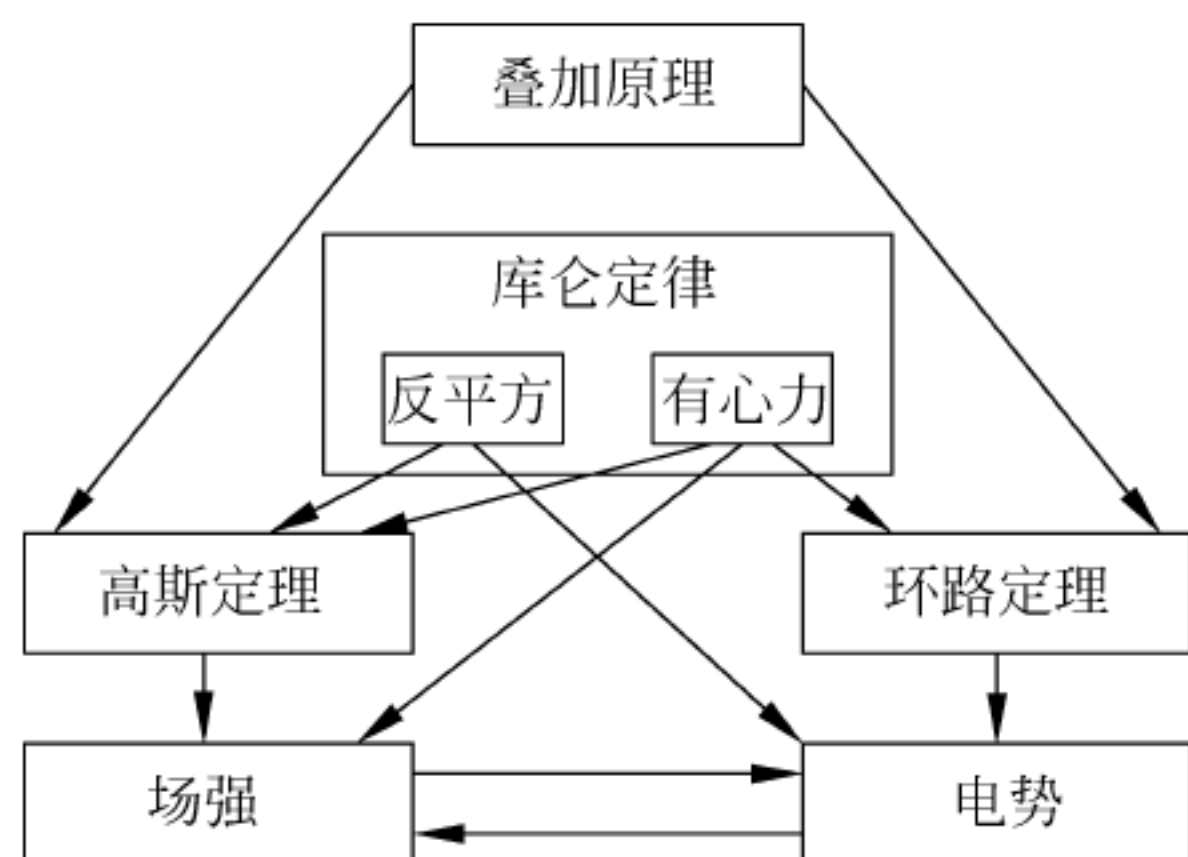 叠加原理
库仑定律
反平方
有心力
高斯定理
环路定理
场强
电势